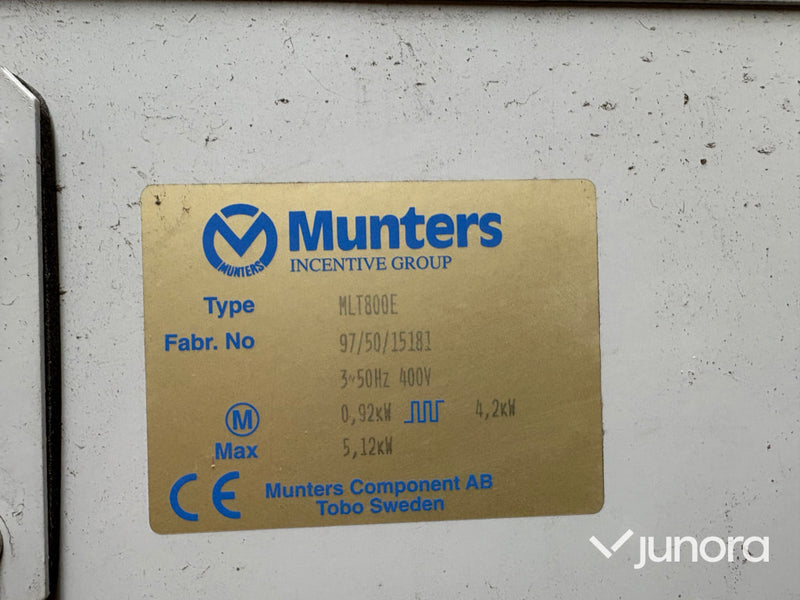 Munters
MUNTERS
INCENTIVE GROUP
Type MLT800E
Fabr. No 97/50/15181
3~50Hz 400V
M 0,92kW 4,2kW
Max 5,12kW
CE Munters Component AB
Tobo Sweden
junora